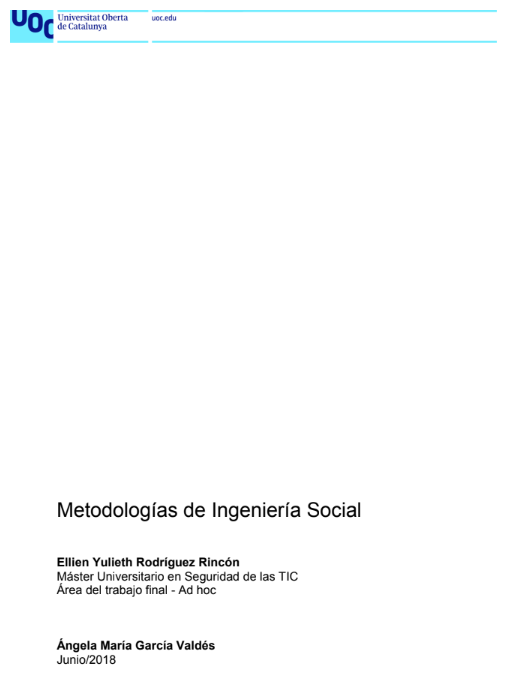 UOC
Universitat Oberta
de Catalunya
uoc.edu
Metodologías de Ingeniería Social
Ellien Yulieth Rodríguez Rincón
Máster Universitario en Seguridad de las TIC
Área del trabajo final - Ad hoc
Ángela María García Valdés
Junio/2018